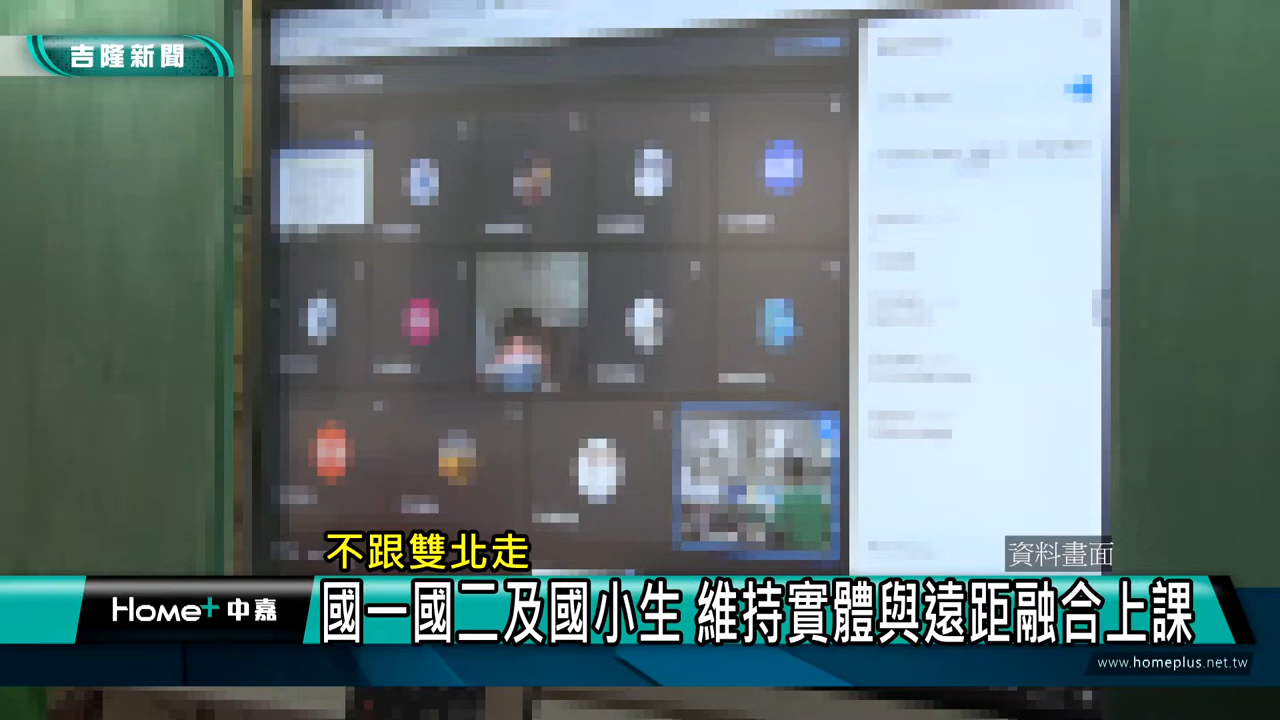 吉隆新聞
不跟雙北走
資料畫面
Home+中嘉
國一國二及國小生 維持實體與遠距融合上課
www.homeplus.net.tw